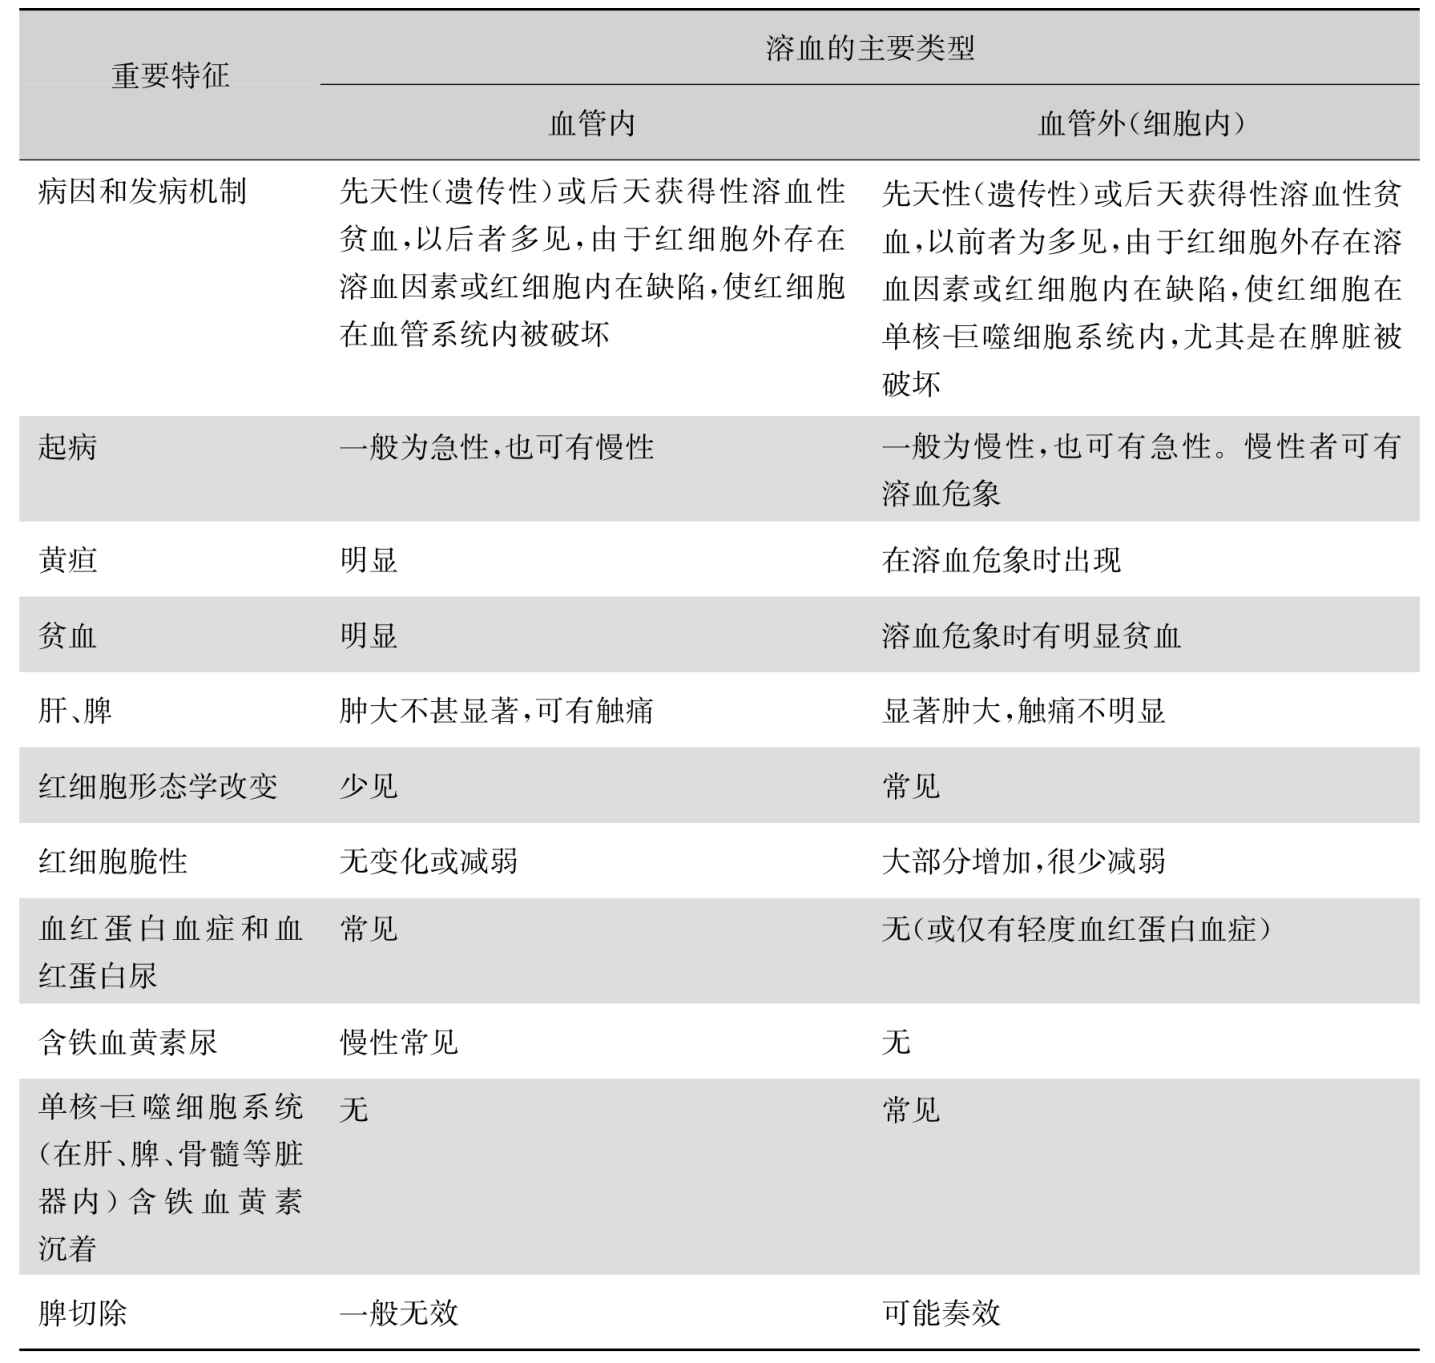 重要特征
溶血的主要类型
血管内
血管外(细胞内)
病因和发病机制
先天性(遗传性)或后天获得性溶血性
贫血,以后者多见,由于红细胞外存在
溶血因素或红细胞内在缺陷,使红细胞
在血管系统内被破坏
先天性(遗传性)或后天获得性溶血性贫
血,以前者为多见,由于红细胞外存在溶
血因素或红细胞内在缺陷,使红细胞在
单核-巨噬细胞系统内,尤其是在脾脏被
破坏
起病
一般为急性,也可有慢性
一般为慢性,也可有急性。慢性者可有
溶血危象
黄疸
明显
在溶血危象时出现
贫血
明显
溶血危象时有明显贫血
肝、脾
肿大不甚显著,可有触痛
显著肿大,触痛不明显
红细胞形态学改变
少见
常见
红细胞脆性
无变化或减弱
大部分增加,很少减弱
血红蛋白血症和血
红蛋白尿
常见
无(或仅有轻度血红蛋白血症)
含铁血黄素尿
慢性常见
无
单核-巨噬细胞系统
(在肝、脾、骨髓等脏
器内)含铁血黄素
沉着
无
常见
脾切除
一般无效
可能奏效